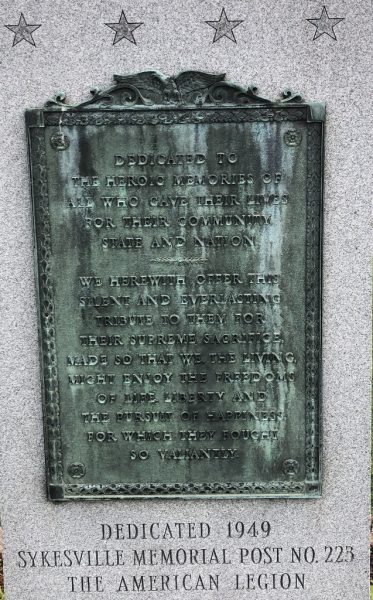 DEDICATED TO
THE HEROIC MEMORIES OF
ALL WHO GAVE THEIR LIVES
FOR THEIR COMMUNITY
STATE AND NATION
WE HEREWITH OFFER THIS
SILENT AND EVERLASTING
TRIBUTE TO THEM FOR
THEIR SUPREME SACRIFICE,
MADE SO THAT WE, THE LIVING,
MIGHT ENJOY THE FREEDOMS
OF LIFE, LIBERTY AND
THE PURSUIT OF HAPPINESS
FOR WHICH THEY FOUGHT
SO VALIANTLY.
DEDICATED 1949
SYKESVILLE MEMORIAL POST NO. 223
THE AMERICAN LEGION